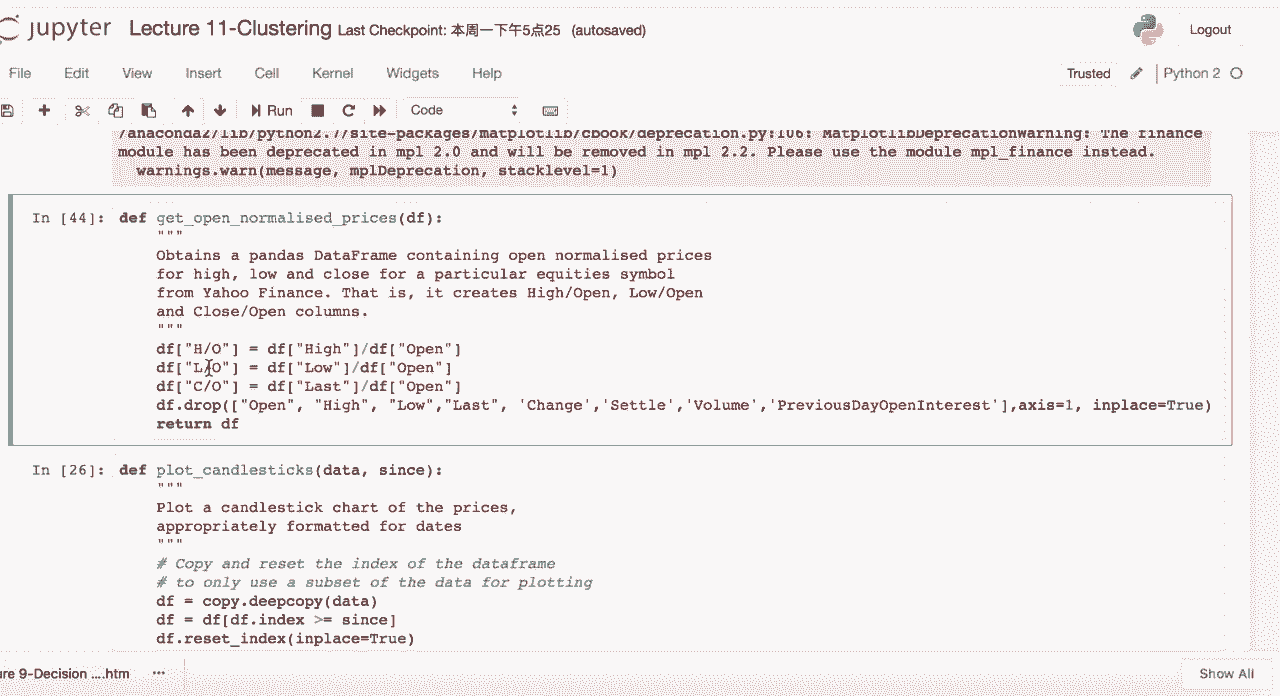 jupyter Lecture 11-Clustering Last Checkpoint: 本周一下午5点25 (autosaved)
Logout
File Edit View Insert Cell Kernel Widgets Help
Trusted Python 2
Run Code
/anaconda2/lib/python2.7/site-packages/matplotlib/cbook/deprecation.py:106: MatplotlibDeprecationWarning: The finance
module has been deprecated in mpl 2.0 and will be removed in mpl 2.2. Please use the module mpl_finance instead.
warnings.warn(message, mplDeprecation, stacklevel=1)
In [44]: def get_open_normalised_prices(df):
"""
Obtains a pandas DataFrame containing open normalised prices
for high, low and close for a particular equities symbol
from Yahoo Finance. That is, it creates High/Open, Low/Open
and Close/Open columns.
"""
df["H/O"] = df["High"]/df["Open"]
df["L/O"] = df["Low"]/df["Open"]
df["C/O"] = df["Last"]/df["Open"]
df.drop(["Open", "High", "Low","Last", 'Change','Settle','Volume','PreviousDayOpenInterest'],axis=1, inplace=True)
return df
In [26]: def plot_candlesticks(data, since):
"""
Plot a candlestick chart of the prices,
appropriately formatted for dates
"""
# Copy and reset the index of the dataframe
# to only use a subset of the data for plotting
df = copy.deepcopy(data)
df = df[df.index >= since]
df.reset_index(inplace=True)
ure 9-Decision ....htm ···
Show All